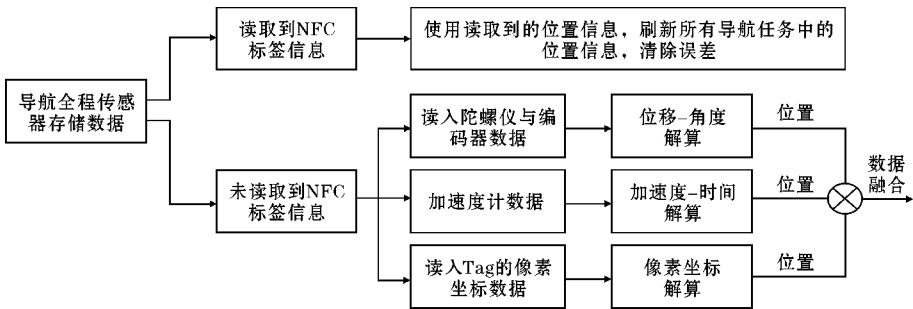 读取到NFC
标签信息
使用读取到的位置信息，刷新所有导航任务中的
位置信息，清除误差
导航全程传感
器存储数据
读入陀螺仪与编
码器数据
位移-角度
解算
位置
未读取到NFC
标签信息
加速度计数据
加速度-时间
解算
位置
数据
融合
读入Tag的像素
坐标数据
像素坐标
解算
位置